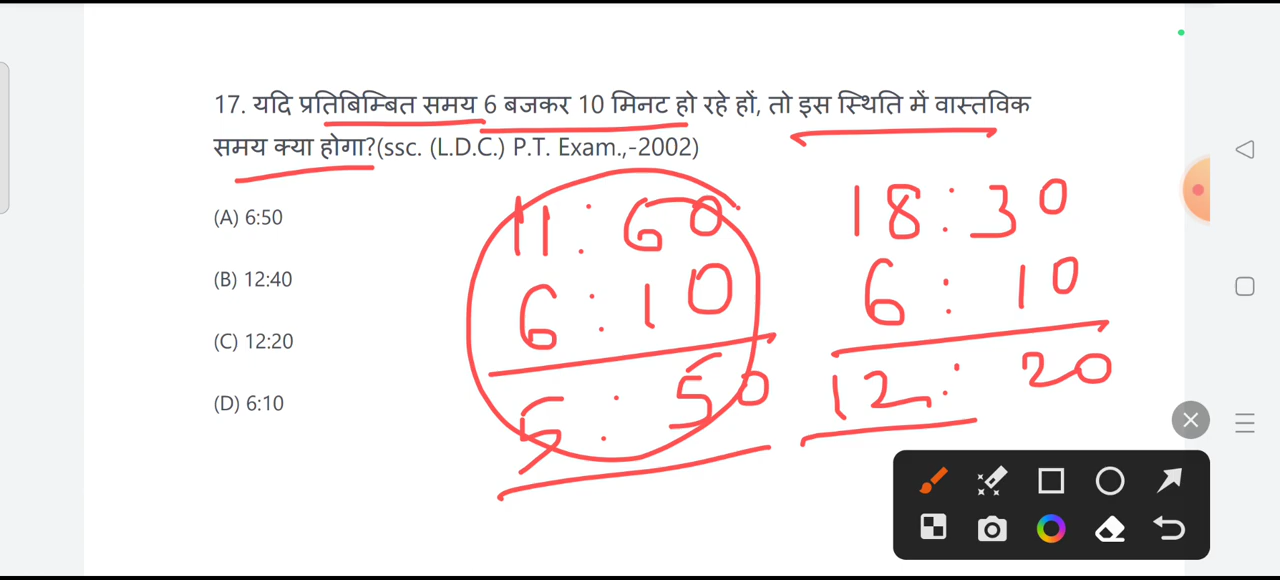 17. यदि प्रतिबिम्बित समय 6 बजकर 10 मिनट हो रहे हों, तो इस स्थिति में वास्तविक
समय क्या होगा?(ssc. (L.D.C.) P.T. Exam.,-2002)
(A) 6:50
(B) 12:40
(C) 12:20
(D) 6:10
11:60
6:10
5:50
18:30
6:10
12:20